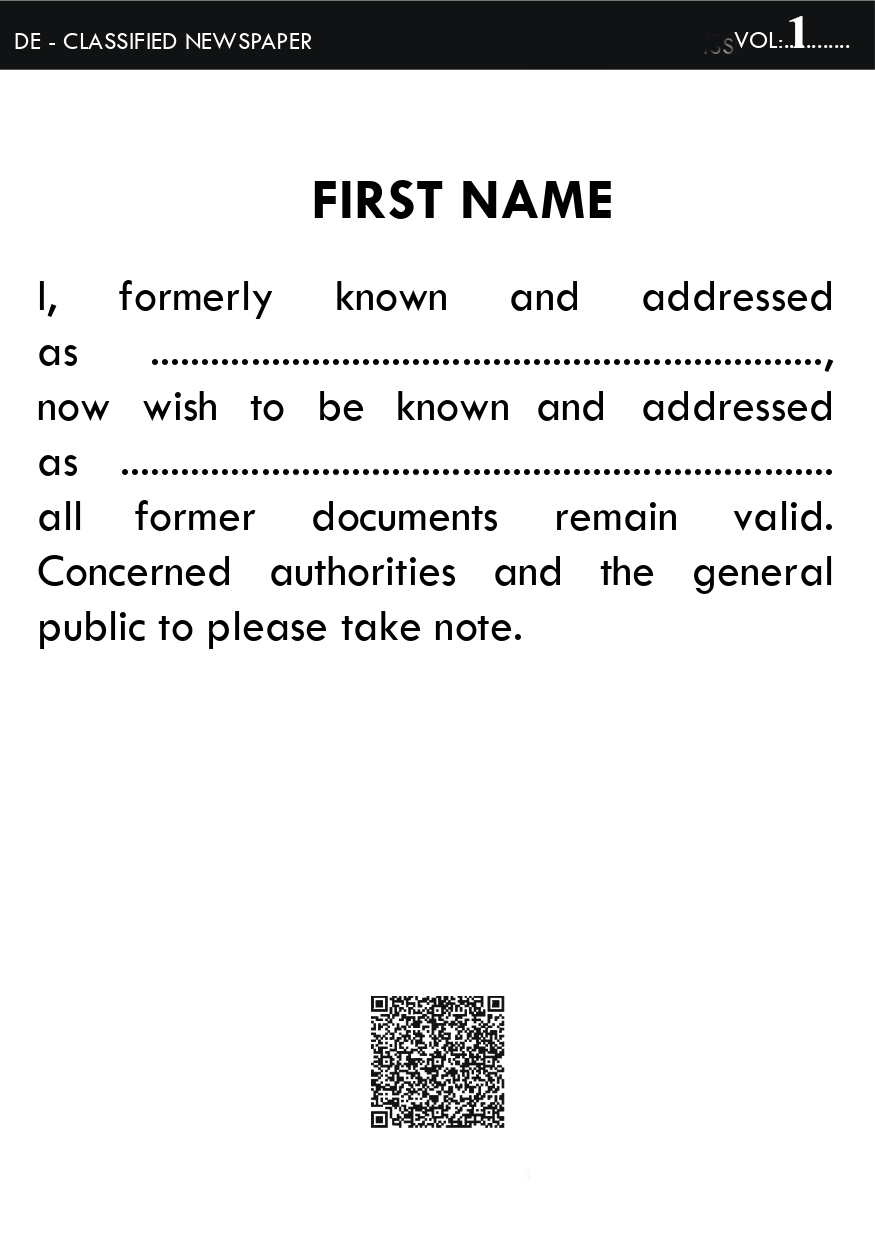 DE - CLASSIFIED NEWSPAPER
VOL:..1.........
FIRST NAME
I, formerly known and addressed
as ...................................................................,
now wish to be known and addressed
as .......................................................................
all former documents remain valid.
Concerned authorities and the general
public to please take note.